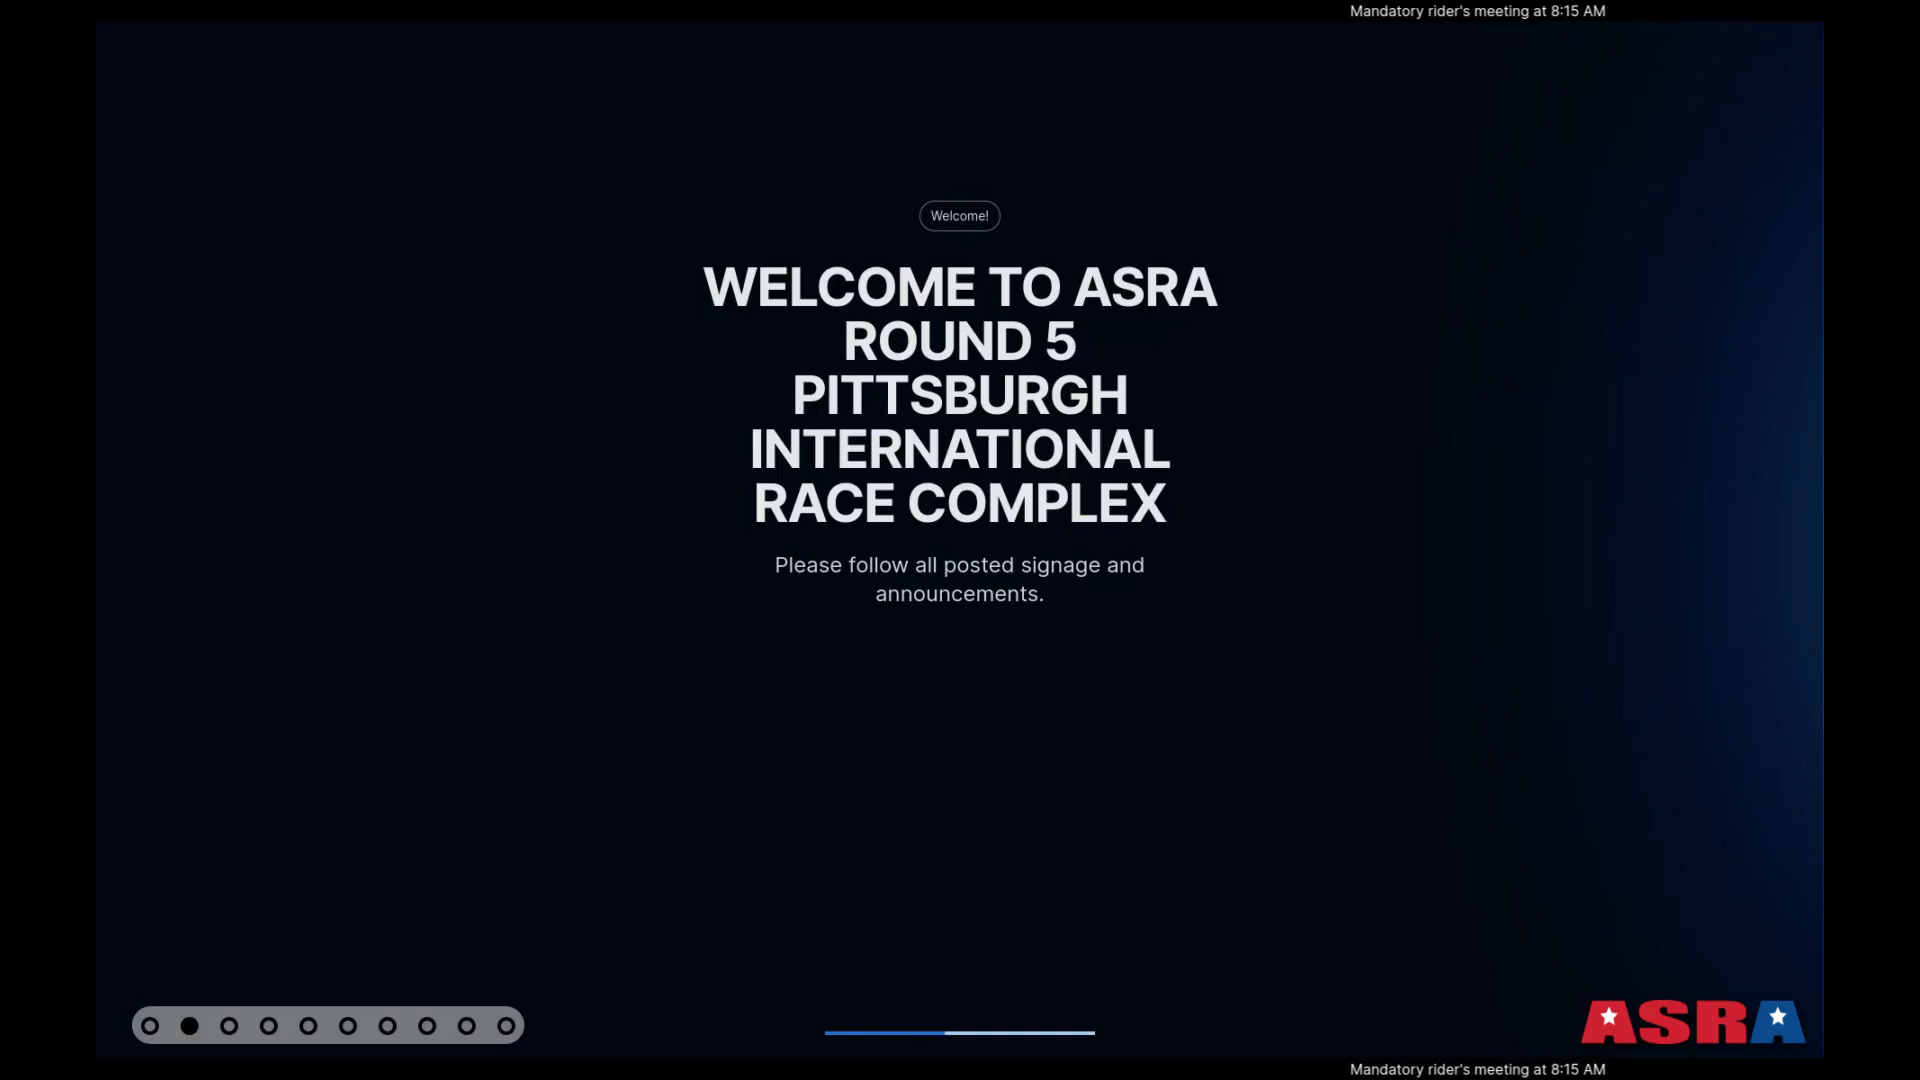 Mandatory rider's meeting at 8:15 AM
Welcome!
WELCOME TO ASRA
ROUND 5
PITTSBURGH
INTERNATIONAL
RACE COMPLEX
Please follow all posted signage and
announcements.
ASRA
Mandatory rider's meeting at 8:15 AM